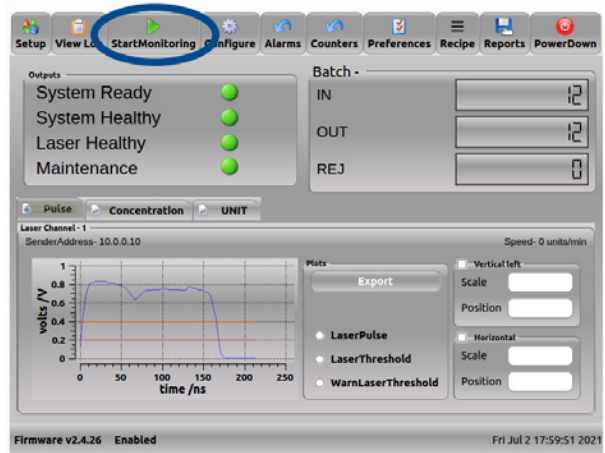 Setup View Lo StartMonitoring Configure Alarms Counters Preferences Recipe Reports PowerDown
Outputs
System Ready
System Healthy
Laser Healthy
Maintenance
Batch -
IN 12
OUT 12
REJ 0
Pulse Concentration UNIT
Laser Channel - 1
SenderAddress- 10.0.0.10 Speed- 0 units/min
volts /V
1
0.8
0.6
0.4
0.2
0
0 50 100 150 200 250
time /ns
Plots
Export
LaserPulse
LaserThreshold
WarnLaserThreshold
Vertical left
Scale
Position
Horizontal
Scale
Position
Firmware v2.4.26 Enabled Fri Jul 2 17:59:51 2021